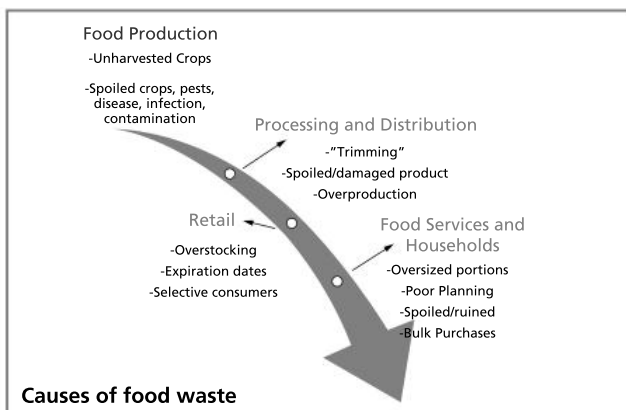 Food Production
-Unharvested Crops
-Spoiled crops, pests,
disease, infection,
contamination
Processing and Distribution
-”Trimming”
-Spoiled/damaged product
-Overproduction
Retail
-Overstocking
-Expiration dates
-Selective consumers
Food Services and
Households
-Oversized portions
-Poor Planning
-Spoiled/ruined
-Bulk Purchases
Causes of food waste